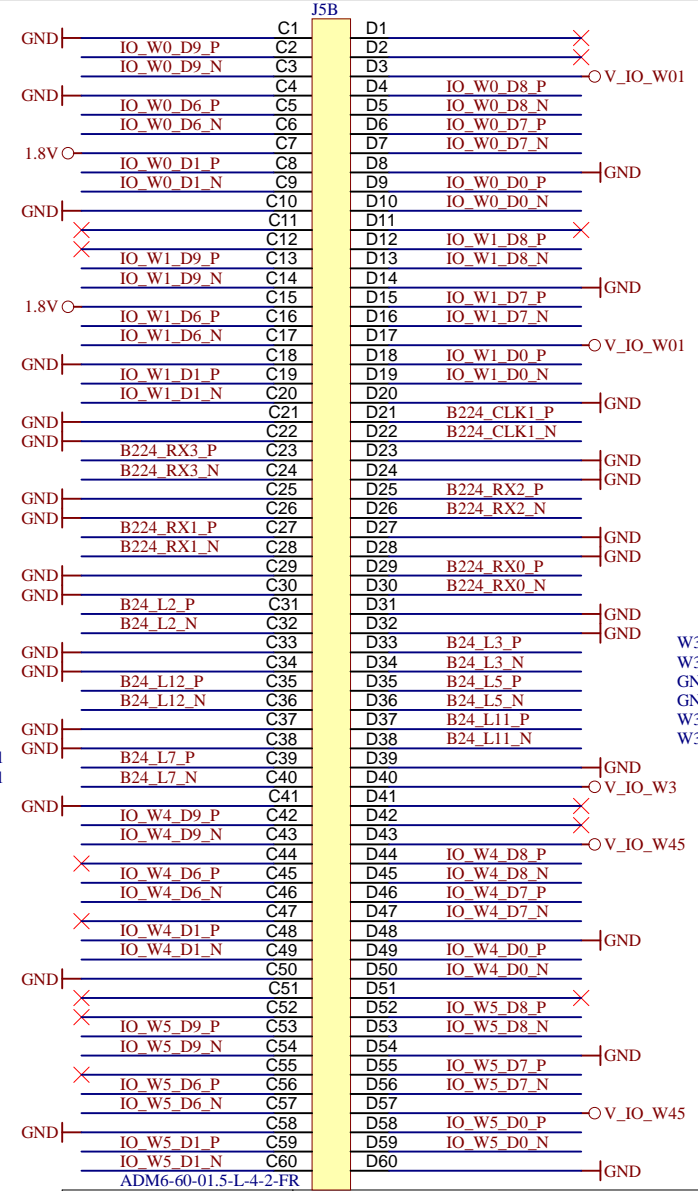 J5B
GND C1 D1
IO_W0_D9_P C2 D2
IO_W0_D9_N C3 D3 V_IO_W01
GND C4 D4 IO_W0_D8_P
IO_W0_D6_P C5 D5 IO_W0_D8_N
IO_W0_D6_N C6 D6 IO_W0_D7_P
1.8V C7 D7 IO_W0_D7_N
IO_W0_D1_P C8 D8 GND
IO_W0_D1_N C9 D9 IO_W0_D0_P
GND C10 D10 IO_W0_D0_N
C11 D11
C12 D12 IO_W1_D8_P
IO_W1_D9_P C13 D13 IO_W1_D8_N
IO_W1_D9_N C14 D14 GND
1.8V C15 D15 IO_W1_D7_P
IO_W1_D6_P C16 D16 IO_W1_D7_N
IO_W1_D6_N C17 D17 V_IO_W01
GND C18 D18 IO_W1_D0_P
IO_W1_D1_P C19 D19 IO_W1_D0_N
IO_W1_D1_N C20 D20 GND
GND C21 D21 B224_CLK1_P
GND C22 D22 B224_CLK1_N
B224_RX3_P C23 D23 GND
B224_RX3_N C24 D24 GND
GND C25 D25 B224_RX2_P
GND C26 D26 B224_RX2_N
B224_RX1_P C27 D27 GND
B224_RX1_N C28 D28 GND
GND C29 D29 B224_RX0_P
GND C30 D30 B224_RX0_N
B24_L2_P C31 D31 GND
B24_L2_N C32 D32 GND
GND C33 D33 B24_L3_P
GND C34 D34 B24_L3_N
B24_L12_P C35 D35 B24_L5_P
B24_L12_N C36 D36 B24_L5_N
GND C37 D37 B24_L11_P
GND C38 D38 B24_L11_N
B24_L7_P C39 D39 GND
B24_L7_N C40 D40 V_IO_W3
GND C41 D41
IO_W4_D9_P C42 D42
IO_W4_D9_N C43 D43 V_IO_W45
C44 D44 IO_W4_D8_P
IO_W4_D6_P C45 D45 IO_W4_D8_N
IO_W4_D6_N C46 D46 IO_W4_D7_P
C47 D47 IO_W4_D7_N
IO_W4_D1_P C48 D48 GND
IO_W4_D1_N C49 D49 IO_W4_D0_P
GND C50 D50 IO_W4_D0_N
C51 D51
C52 D52 IO_W5_D8_P
IO_W5_D9_P C53 D53 IO_W5_D8_N
IO_W5_D9_N C54 D54 GND
C55 D55 IO_W5_D7_P
IO_W5_D6_P C56 D56 IO_W5_D7_N
IO_W5_D6_N C57 D57 V_IO_W45
GND C58 D58 IO_W5_D0_P
IO_W5_D1_P C59 D59 IO_W5_D0_N
IO_W5_D1_N C60 D60 GND
ADM6-60-01.5-L-4-2-FR